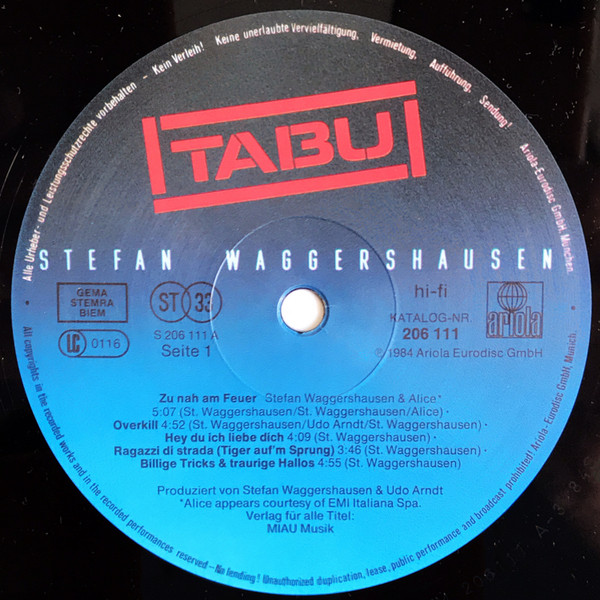 Alle Urheber- und Leistungsschutzrechte vorbehalten – Kein Verleih! Keine unerlaubte Vervielfältigung, Vermietung, Aufführung, Sendung! Ariola-Eurodisc GmbH, München.
TABU
STEFAN WAGGERSHAUSEN
GEMA
STEMRA
BIEM
ST 33
hi-fi
KATALOG-NR.
206 111
ariola
LC 0116
S 206 111 A
Seite 1
℗ 1984 Ariola Eurodisc GmbH
Zu nah am Feuer Stefan Waggershausen & Alice*
5:07 (St. Waggershausen/St. Waggershausen/Alice) ·
Overkill 4:52 (St. Waggershausen/Udo Arndt/St. Waggershausen) ·
Hey du ich liebe dich 4:09 (St. Waggershausen) ·
Ragazzi di strada (Tiger auf'm Sprung) 3:46 (St. Waggershausen) ·
Billige Tricks & traurige Hallos 4:55 (St. Waggershausen)
Produziert von Stefan Waggershausen & Udo Arndt
*Alice appears courtesy of EMI Italiana Spa.
Verlag für alle Titel:
MIAU Musik
All copyrights in the recorded works and in the recorded performances reserved – No lending! Unauthorized duplication, lease, public performance and broadcast prohibited! Ariola-Eurodisc GmbH, Munich.